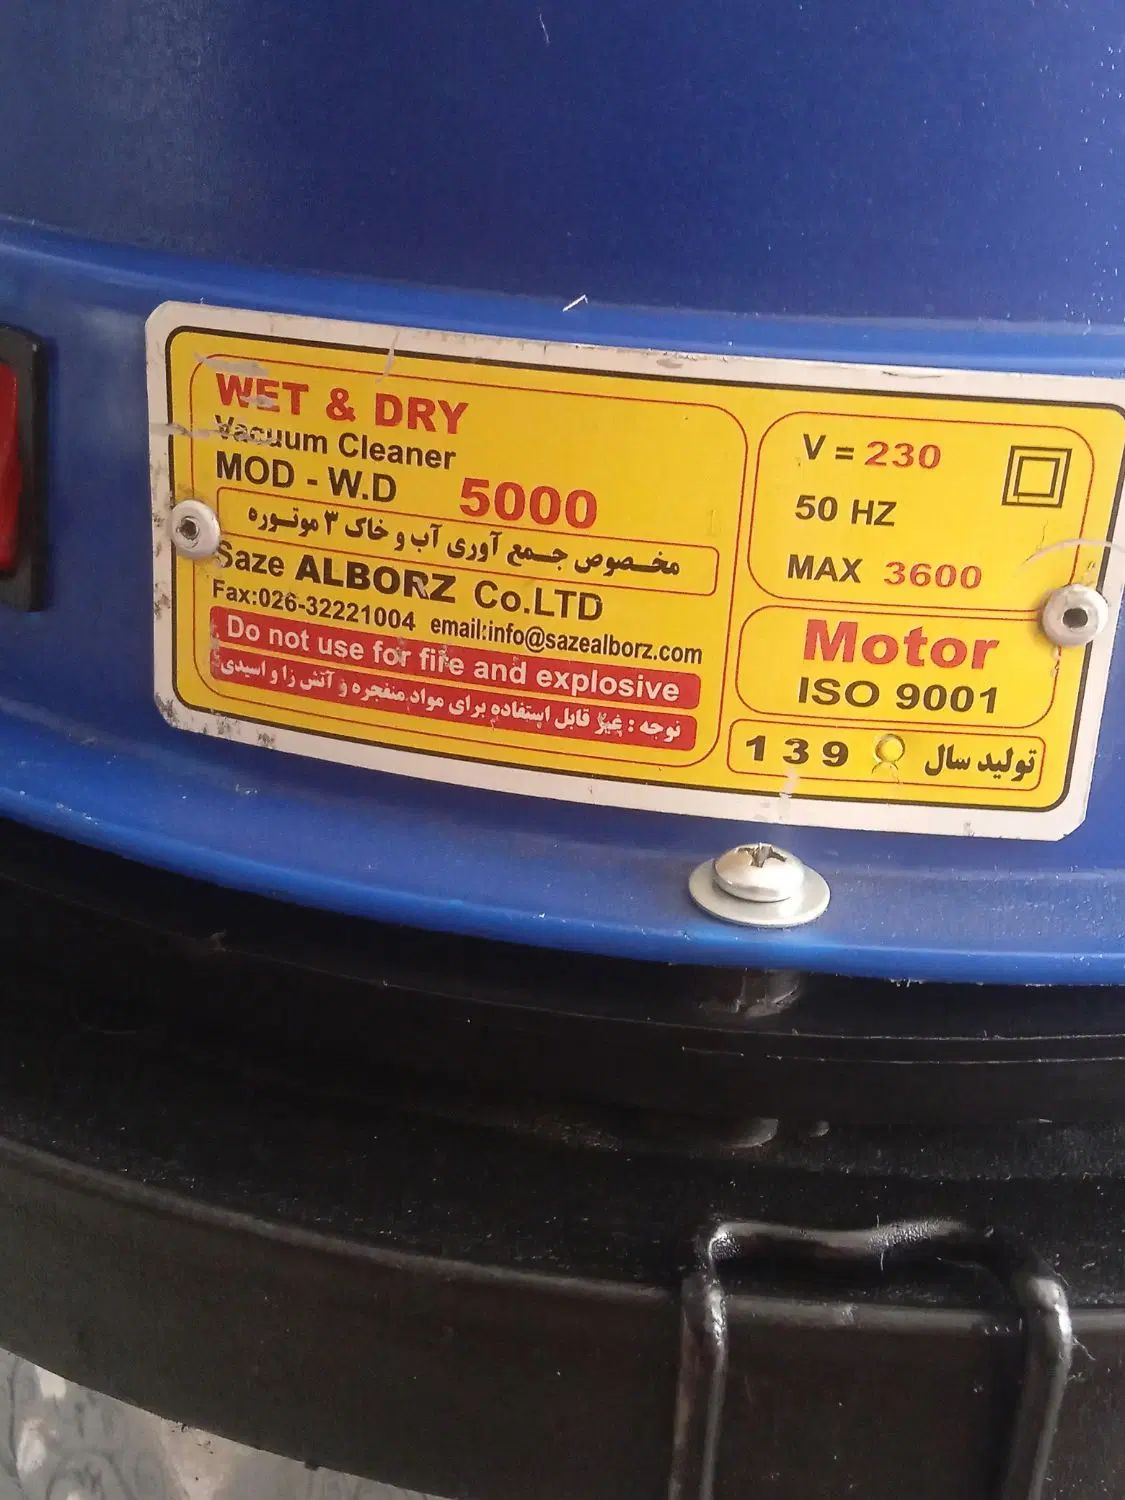 WET & DRY
Vacuum Cleaner
MOD - W.D 5000
مخصوص جمع آوری آب و خاک ۳ موتوره
Saze ALBORZ Co.LTD
Fax:026-32221004 email:info@sazealborz.com
Do not use for fire and explosive
توجه : غیر قابل استفاده برای مواد منفجره و آتش زا و اسیدی
V = 230
50 HZ
MAX 3600
Motor
ISO 9001
تولید سال 139